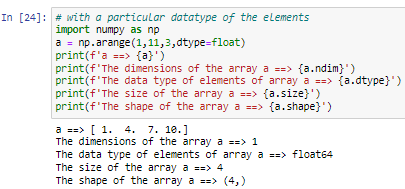 In [24]: # with a particular datatype of the elements
import numpy as np
a = np.arange(1,11,3,dtype=float)
print(f'a ==> {a}')
print(f'The dimensions of the array a ==> {a.ndim}')
print(f'The data type of elements of array a ==> {a.dtype}')
print(f'The size of the array a ==> {a.size}')
print(f'The shape of the array a ==> {a.shape}')
a ==> [ 1.  4.  7. 10.]
The dimensions of the array a ==> 1
The data type of elements of array a ==> float64
The size of the array a ==> 4
The shape of the array a ==> (4,)